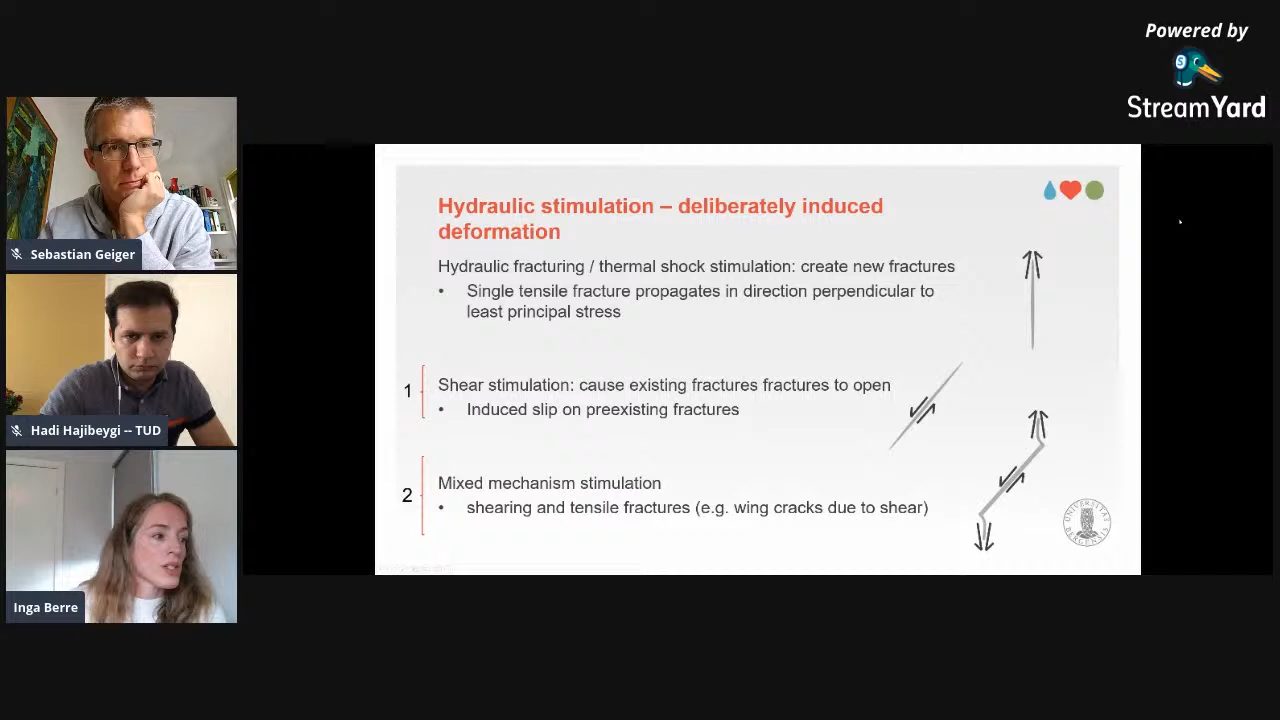 Powered by
StreamYard
Sebastian Geiger
Hadi Hajibeygi -- TUD
Inga Berre
Hydraulic stimulation – deliberately induced
deformation
Hydraulic fracturing / thermal shock stimulation: create new fractures
• Single tensile fracture propagates in direction perpendicular to
least principal stress
1
Shear stimulation: cause existing fractures fractures to open
• Induced slip on preexisting fractures
2
Mixed mechanism stimulation
• shearing and tensile fractures (e.g. wing cracks due to shear)